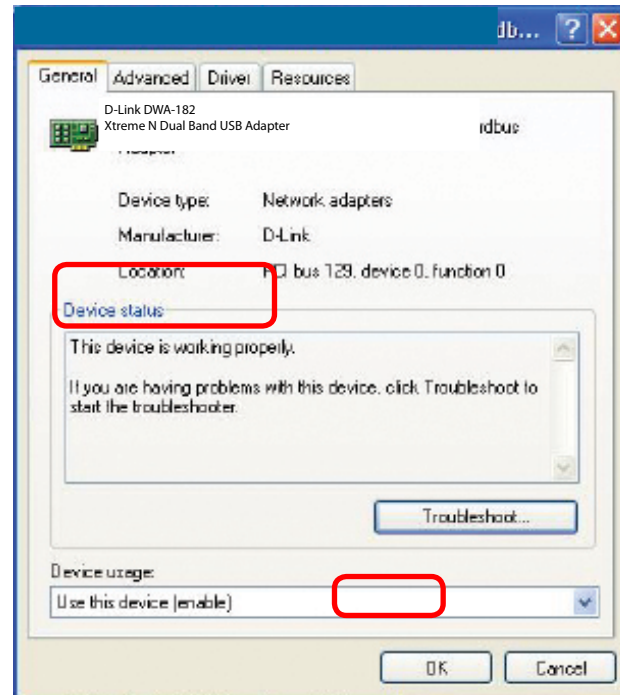 db...
General Advanced Driver Resources
D-Link DWA-182
Xtreme N Dual Band USB Adapter rdbus
Device type: Network adapters
Manufacturer: D-Link
Location: PCI bus 129, device 0, function 0
Device status
This device is working properly.
If you are having problems with this device, click Troubleshoot to
start the troubleshooter.
Troubleshoot...
Device usage:
Use this device (enable)
OK Cancel